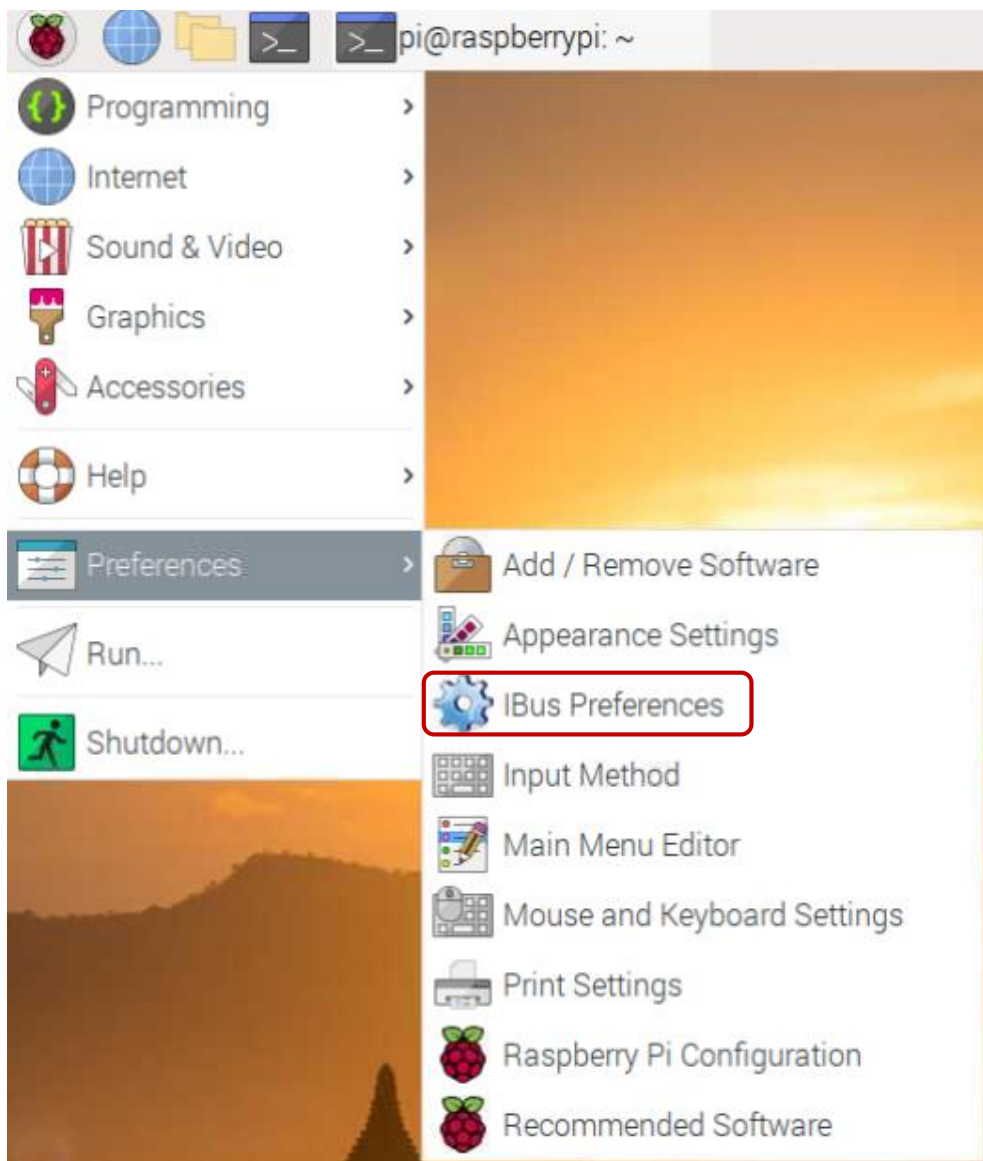 pi@raspberrypi: ~
Programming
Internet
Sound & Video
Graphics
Accessories
Help
Preferences
Run...
Shutdown...
Add / Remove Software
Appearance Settings
IBus Preferences
Input Method
Main Menu Editor
Mouse and Keyboard Settings
Print Settings
Raspberry Pi Configuration
Recommended Software